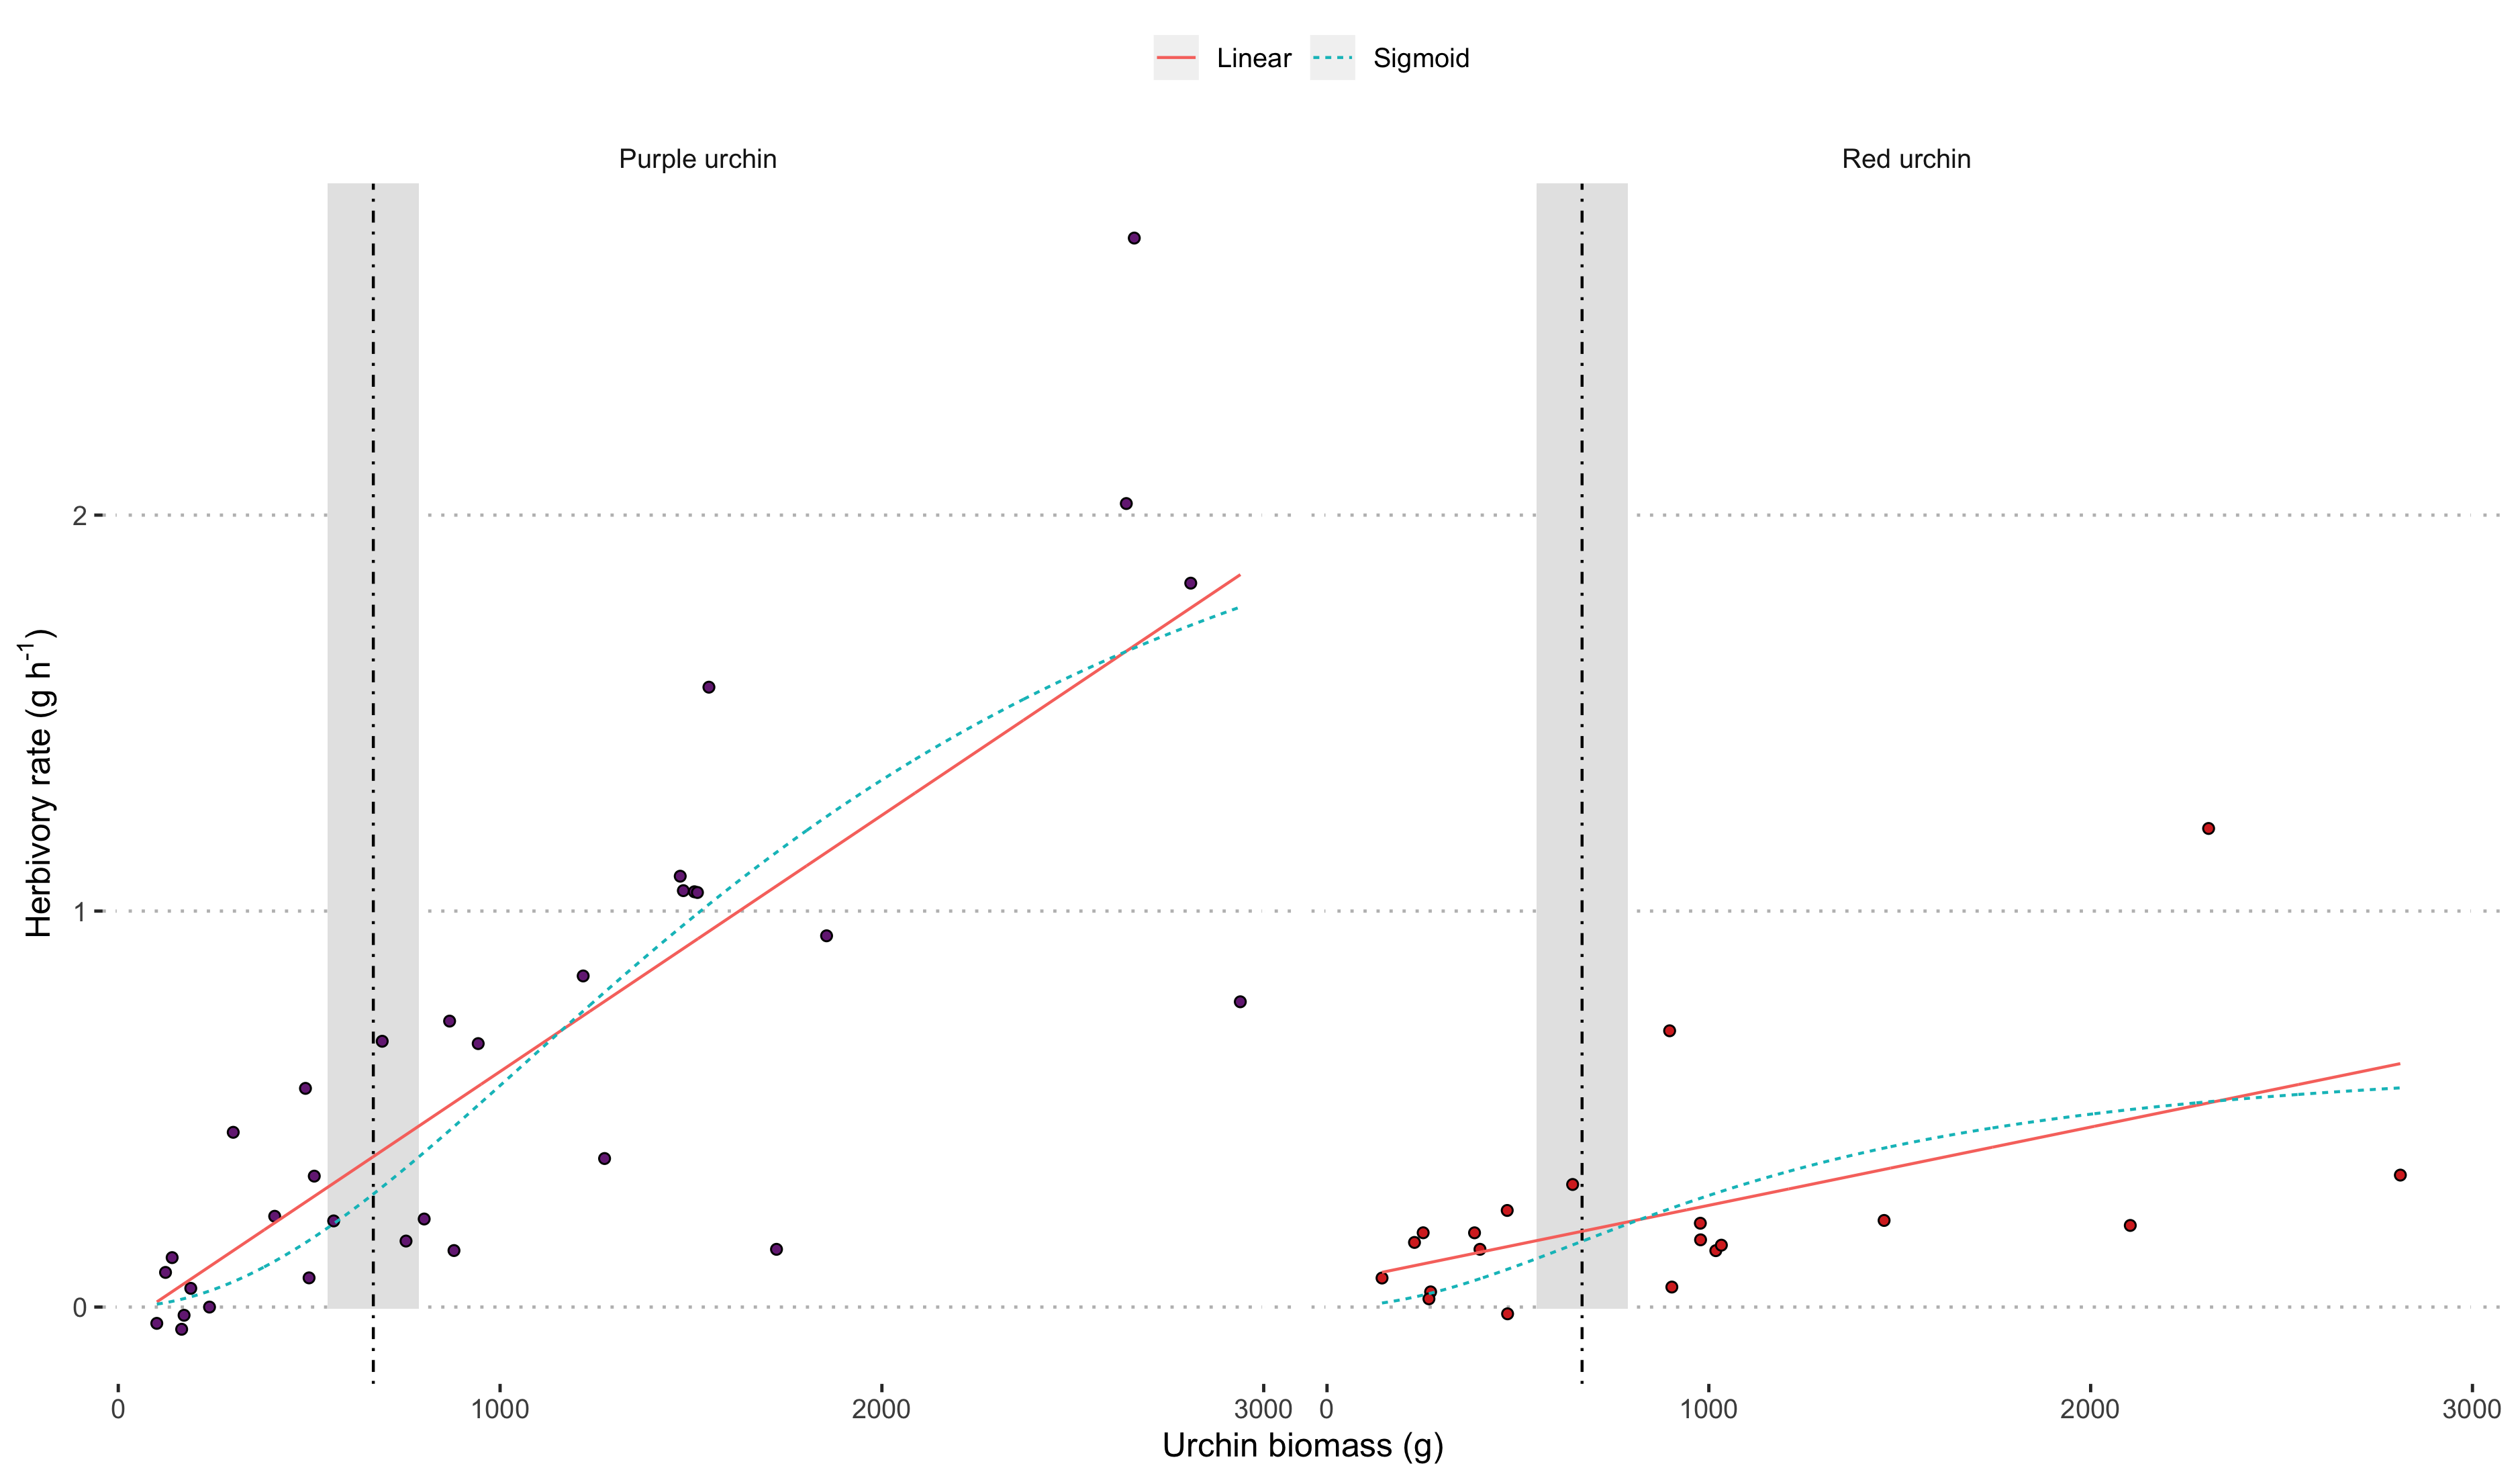 Linear Sigmoid
Purple urchin Red urchin
Herbivory rate (g h⁻¹)
2
1
0
0 1000 2000 3000 0 1000 2000 3000
Urchin biomass (g)